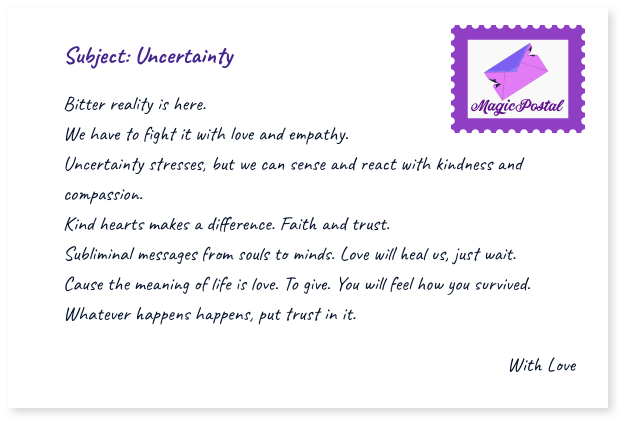 Subject: Uncertainty
MagicPostal
Bitter reality is here.
We have to fight it with love and empathy.
Uncertainty stresses, but we can sense and react with kindness and
compassion.
Kind hearts makes a difference. Faith and trust.
Subliminal messages from souls to minds. Love will heal us, just wait.
Cause the meaning of life is love. To give. You will feel how you survived.
Whatever happens happens, put trust in it.
With Love